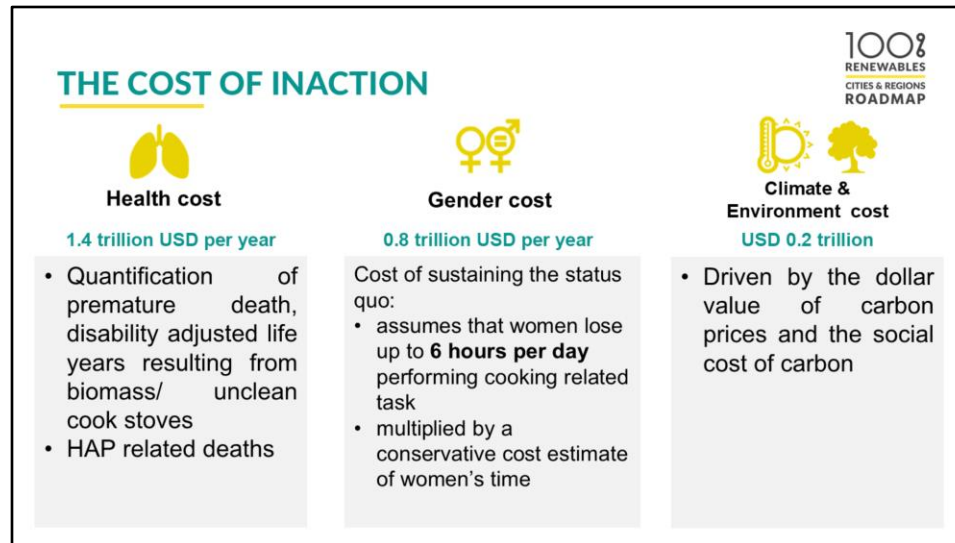 THE COST OF INACTION
100%
RENEWABLES
CITIES & REGIONS
ROADMAP
Health cost
1.4 trillion USD per year
• Quantification of
premature death,
disability adjusted life
years resulting from
biomass/ unclean
cook stoves
• HAP related deaths
Gender cost
0.8 trillion USD per year
Cost of sustaining the status
quo:
• assumes that women lose
up to 6 hours per day
performing cooking related
task
• multiplied by a
conservative cost estimate
of women's time
Climate &
Environment cost
USD 0.2 trillion
• Driven by the dollar
value of carbon
prices and the social
cost of carbon